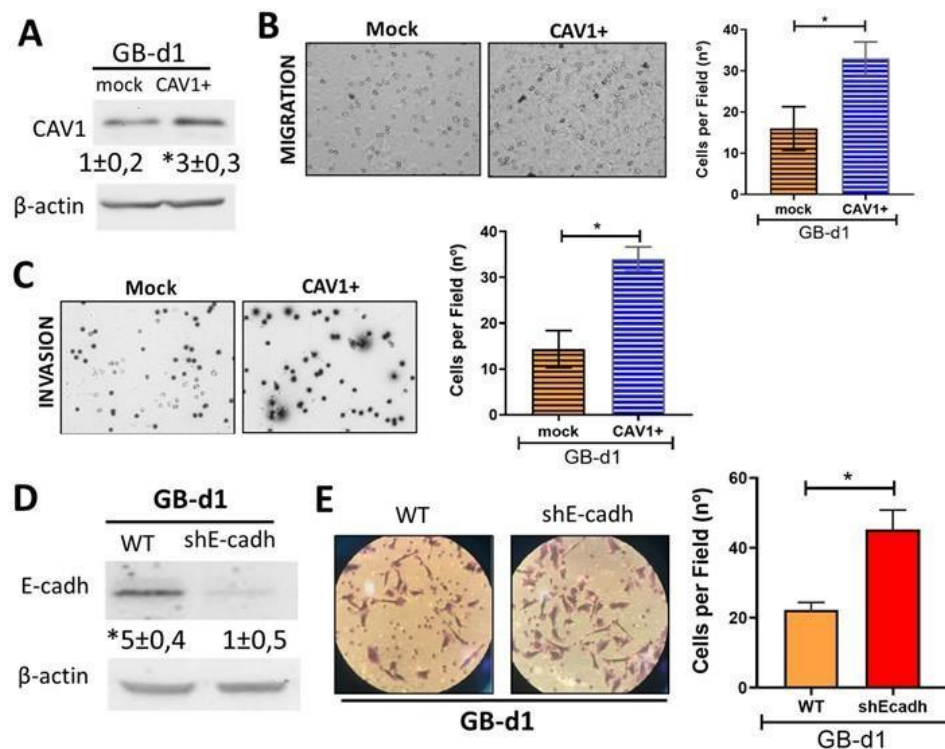 A
GB-d1
mock CAV1+
CAV1
1±0,2 *3±0,3
β-actin
B
Mock CAV1+
MIGRATION
*
Cells per Field (nº)
40
30
20
10
0
mock CAV1+
GB-d1
C
Mock CAV1+
INVASION
*
Cells per Field (nº)
40
30
20
10
0
mock CAV1+
GB-d1
D
GB-d1
WT shE-cadh
E-cadh
*5±0,4 1±0,5
β-actin
E
WT shE-cadh
GB-d1
*
Cells per Field (nº)
60
40
20
0
WT shEcadh
GB-d1